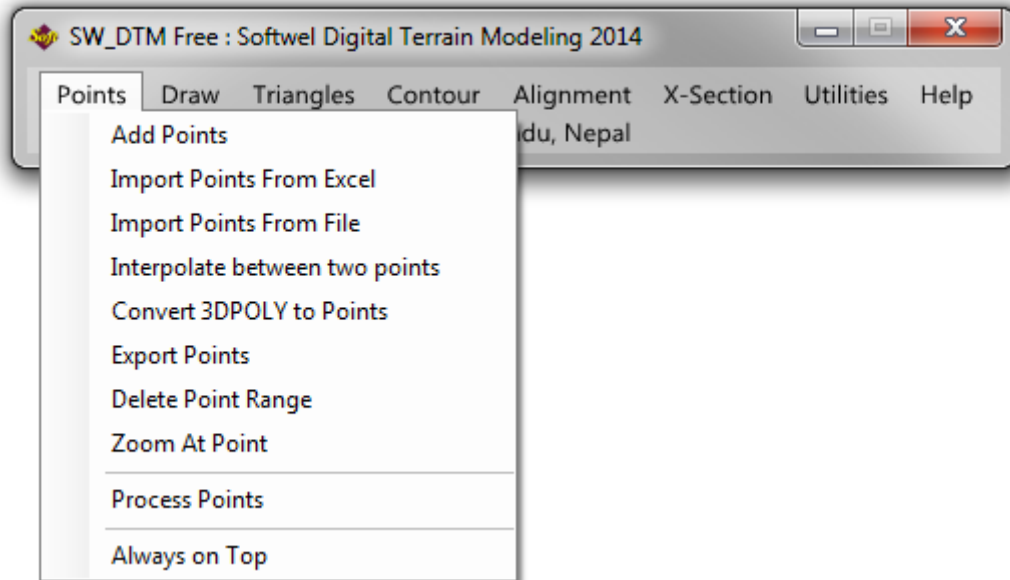 SW_DTM Free : Softwel Digital Terrain Modeling 2014
Points Draw Triangles Contour Alignment X-Section Utilities Help
Add Points
idu, Nepal
Import Points From Excel
Import Points From File
Interpolate between two points
Convert 3DPOLY to Points
Export Points
Delete Point Range
Zoom At Point
Process Points
Always on Top